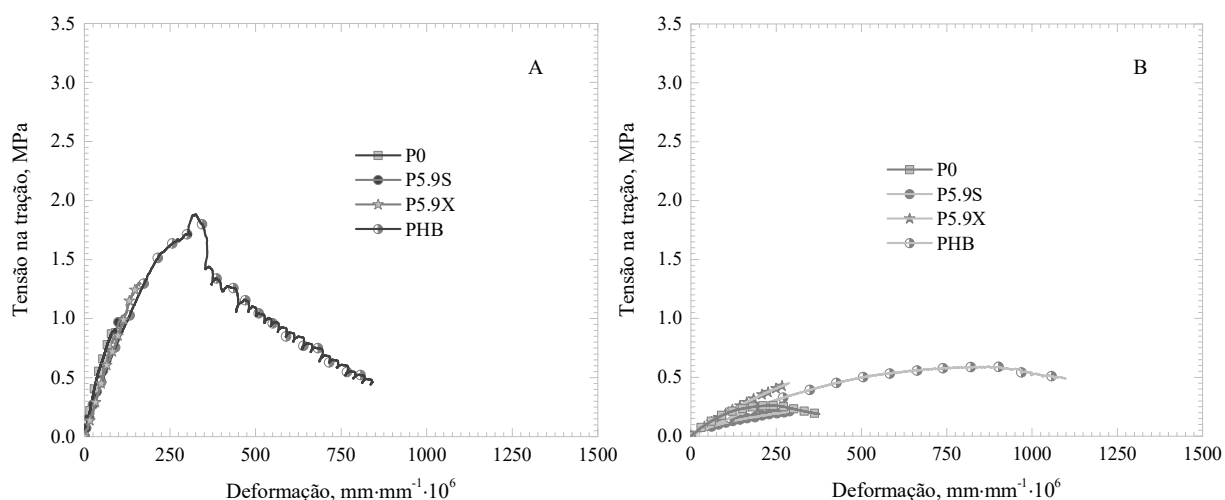 3.5
A
3.0
2.5
P0
P5.9S
P5.9X
PHB
2.0
1.5
1.0
0.5
0.0
0 250 500 750 1000 1250 1500
Tensão na tração, MPa
Deformação, mm·mm⁻¹·10⁶
3.5
B
3.0
2.5
P0
P5.9S
P5.9X
PHB
2.0
1.5
1.0
0.5
0.0
0 250 500 750 1000 1250 1500
Tensão na tração, MPa
Deformação, mm·mm⁻¹·10⁶